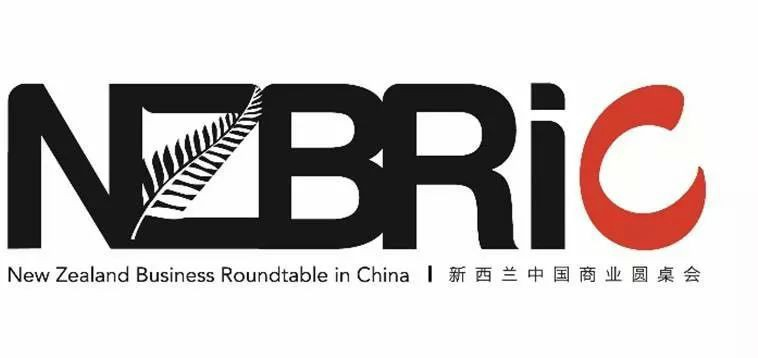 NZBRiC
New Zealand Business Roundtable in China | 新西兰中国商业圆桌会